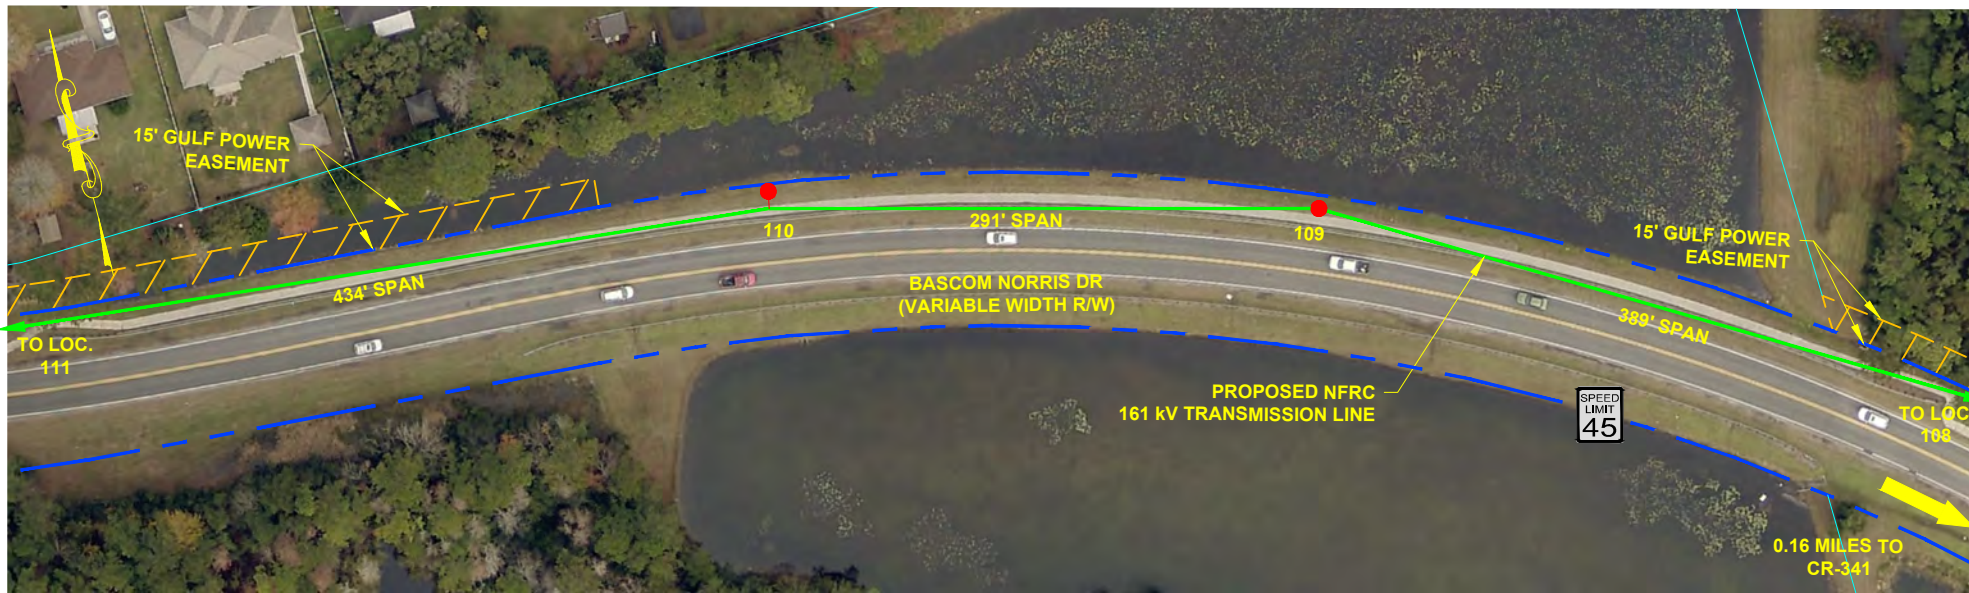 15' GULF POWER
EASEMENT
434' SPAN
TO LOC.
111
110
291' SPAN
109
BASCOM NORRIS DR
(VARIABLE WIDTH R/W)
15' GULF POWER
EASEMENT
389' SPAN
PROPOSED NFRC
161 kV TRANSMISSION LINE
SPEED
LIMIT
45
TO LOC
108
0.16 MILES TO
CR-341